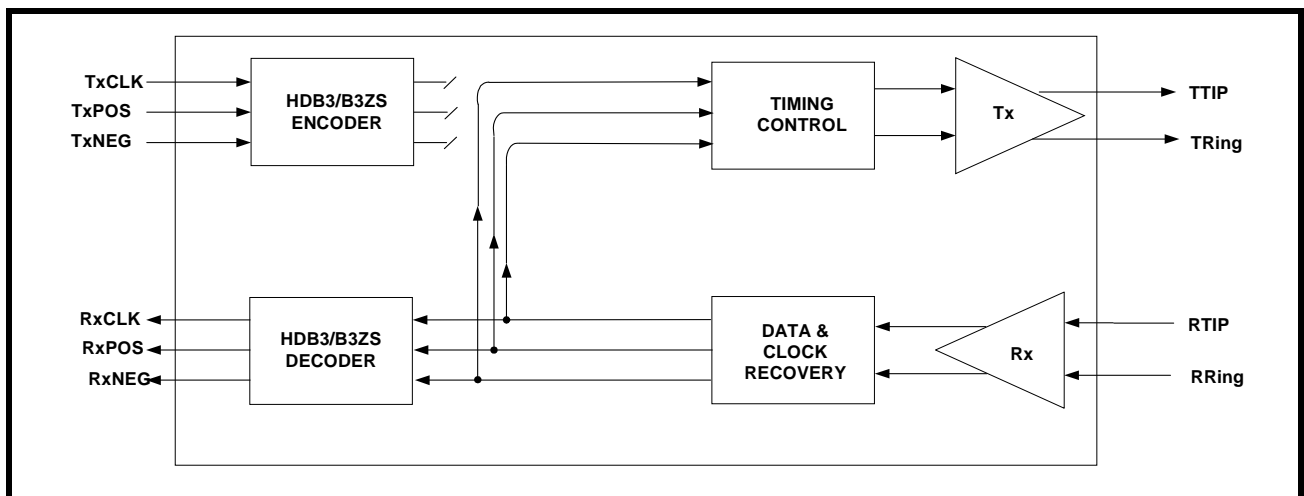 TxCLK
TxPOS
TxNEG
HDB3/B3ZS
ENCODER
TIMING
CONTROL
Tx
TTIP
TRing
RxCLK
RxPOS
RxNEG
HDB3/B3ZS
DECODER
DATA &
CLOCK
RECOVERY
Rx
RTIP
RRing